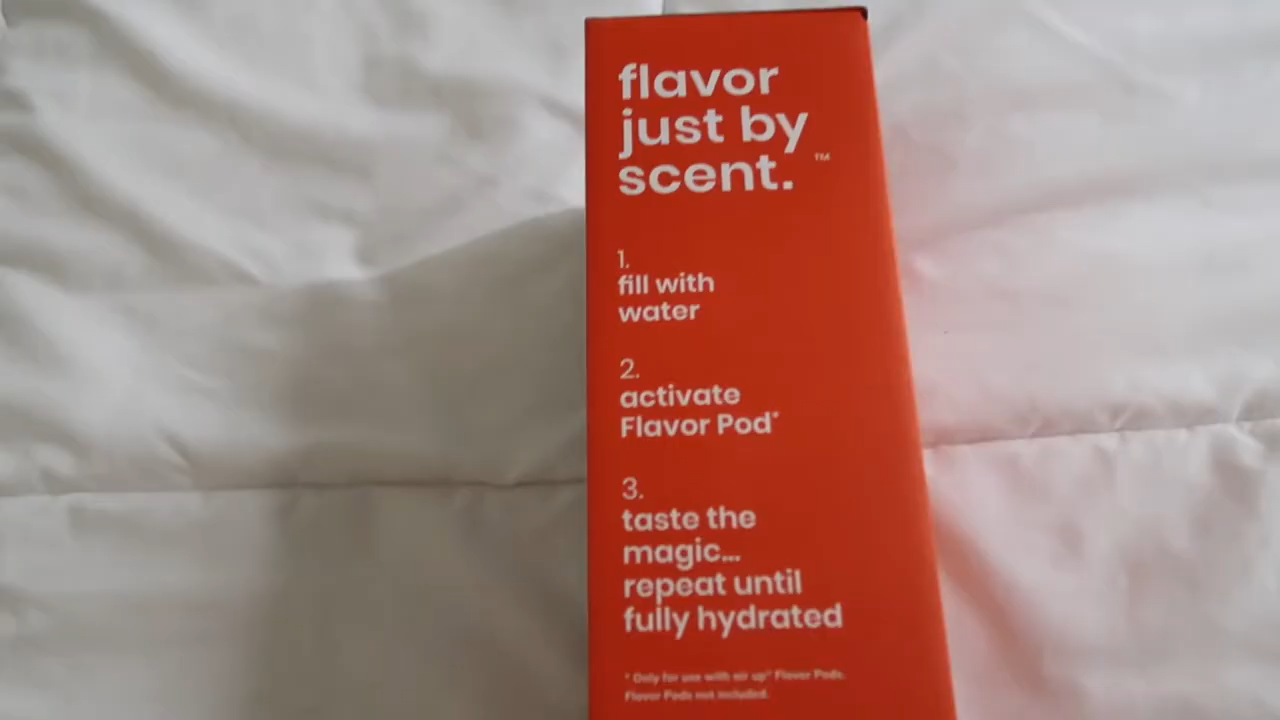 flavor
just by
scent.™
1.
fill with
water
2.
activate
Flavor Pod*
3.
taste the
magic...
repeat until
fully hydrated
* Only for use with air up® Flavor Pods.
Flavor Pods not included.